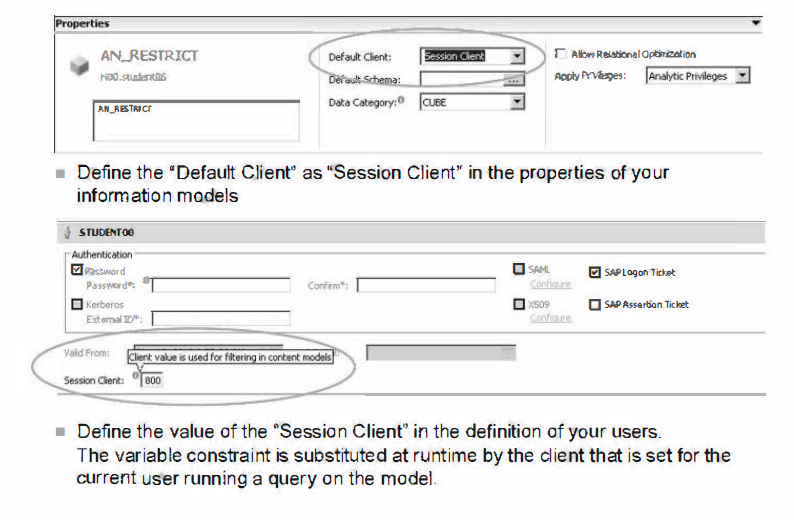 Properties
AN_RESTRICT
H00.student06
AN_RESTRICT
Default Client: Session Client
Default Schema: ...
Data Category: CUBE
Allow Relational Optimization
Apply Privileges: Analytic Privileges
Define the "Default Client" as "Session Client" in the properties of your
information models
STUDENT00
Authentication
Password
Password*: Confirm*:
Kerberos
External ID*:
SAML
Configure
X509
Configure
SAP Logon Ticket
SAP Assertion Ticket
Valid From:
Client value is used for filtering in content models
Session Client: 800
Define the value of the "Session Client" in the definition of your users.
The variable constraint is substituted at runtime by the client that is set for the
current user running a query on the model.